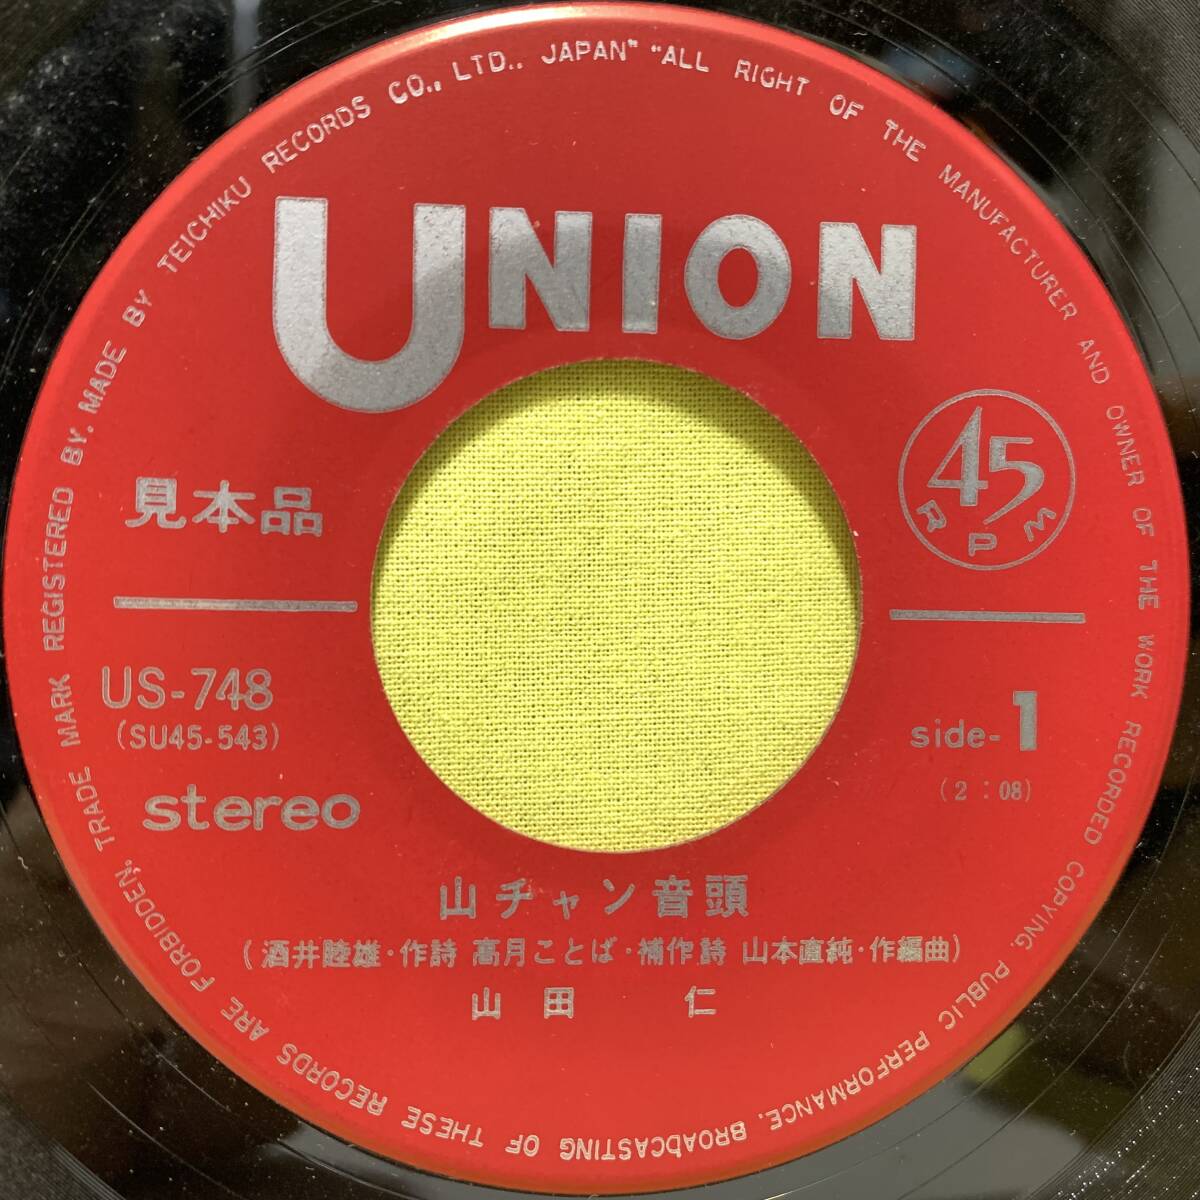 TRADE MARK REGISTERED BY. MADE BY TEICHIKU RECORDS CO., LTD., JAPAN" "ALL RIGHT OF THE MANUFACTURER AND OWNER OF THE WORK RECORDED COPYING. PUBLIC PERFORMANCE. BROADCASTING OF THESE RECORDS ARE FORBIDDEN.
UNION
45
RPM
見本品
US-748
(SU45-543)
stereo
side-1
(2:08)
山チャン音頭
(酒井陸雄・作詩 高月ことば・補作詩 山本直純・作編曲)
山田 仁